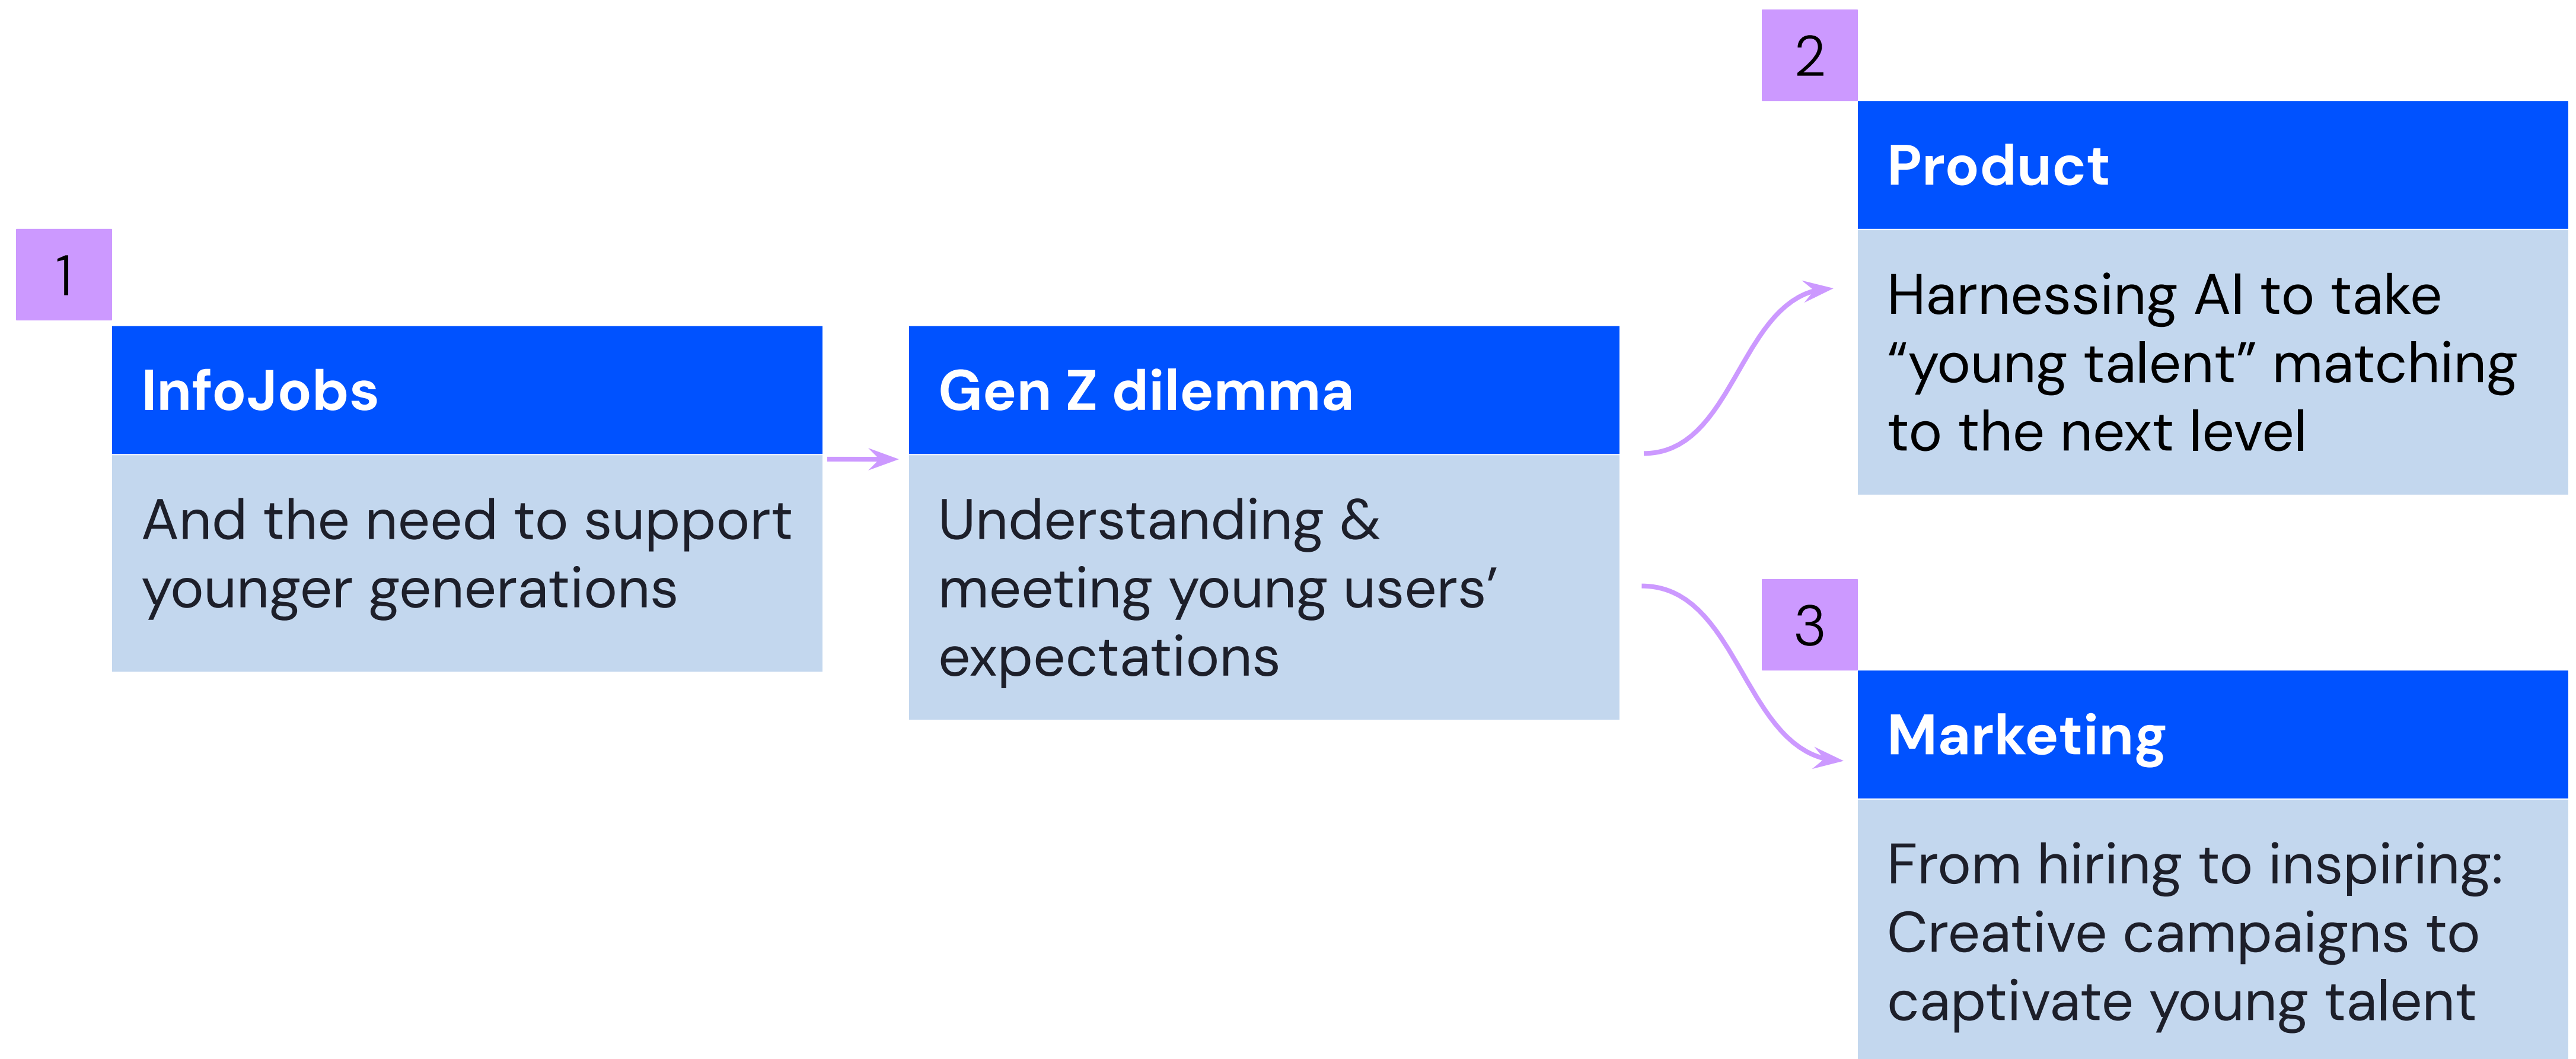 1
InfoJobs
And the need to support
younger generations
Gen Z dilemma
Understanding &
meeting young users’
expectations
2
Product
Harnessing AI to take
“young talent” matching
to the next level
3
Marketing
From hiring to inspiring:
Creative campaigns to
captivate young talent